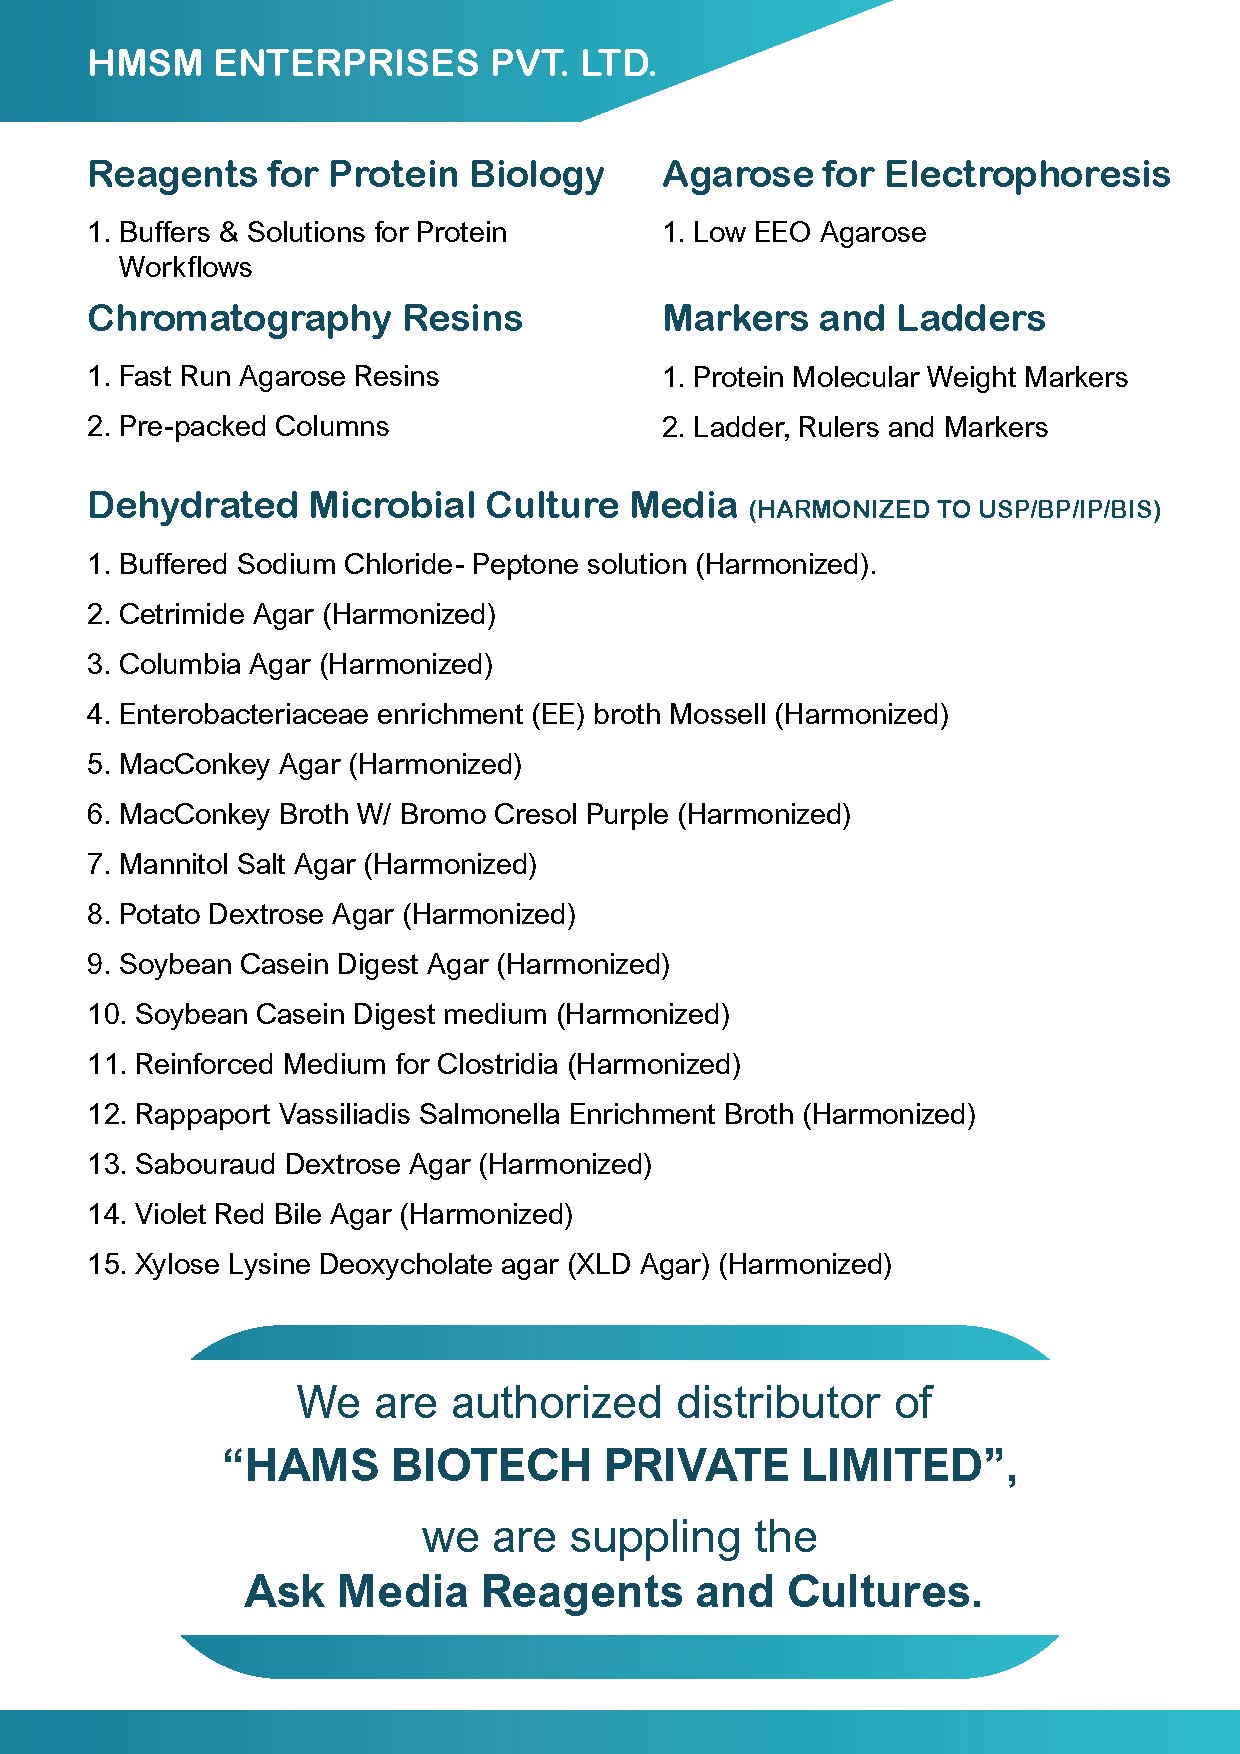 HMSM ENTERPRISES PVT. LTD.
Reagents for Protein Biology
1. Buffers & Solutions for Protein
Workflows
Agarose for Electrophoresis
1. Low EEO Agarose
Chromatography Resins
1. Fast Run Agarose Resins
2. Pre-packed Columns
Markers and Ladders
1. Protein Molecular Weight Markers
2. Ladder, Rulers and Markers
Dehydrated Microbial Culture Media (HARMONIZED TO USP/BP/IP/BIS)
1. Buffered Sodium Chloride- Peptone solution (Harmonized).
2. Cetrimide Agar (Harmonized)
3. Columbia Agar (Harmonized)
4. Enterobacteriaceae enrichment (EE) broth Mossell (Harmonized)
5. MacConkey Agar (Harmonized)
6. MacConkey Broth W/ Bromo Cresol Purple (Harmonized)
7. Mannitol Salt Agar (Harmonized)
8. Potato Dextrose Agar (Harmonized)
9. Soybean Casein Digest Agar (Harmonized)
10. Soybean Casein Digest medium (Harmonized)
11. Reinforced Medium for Clostridia (Harmonized)
12. Rappaport Vassiliadis Salmonella Enrichment Broth (Harmonized)
13. Sabouraud Dextrose Agar (Harmonized)
14. Violet Red Bile Agar (Harmonized)
15. Xylose Lysine Deoxycholate agar (XLD Agar) (Harmonized)
We are authorized distributor of
“HAMS BIOTECH PRIVATE LIMITED”,
we are suppling the
Ask Media Reagents and Cultures.